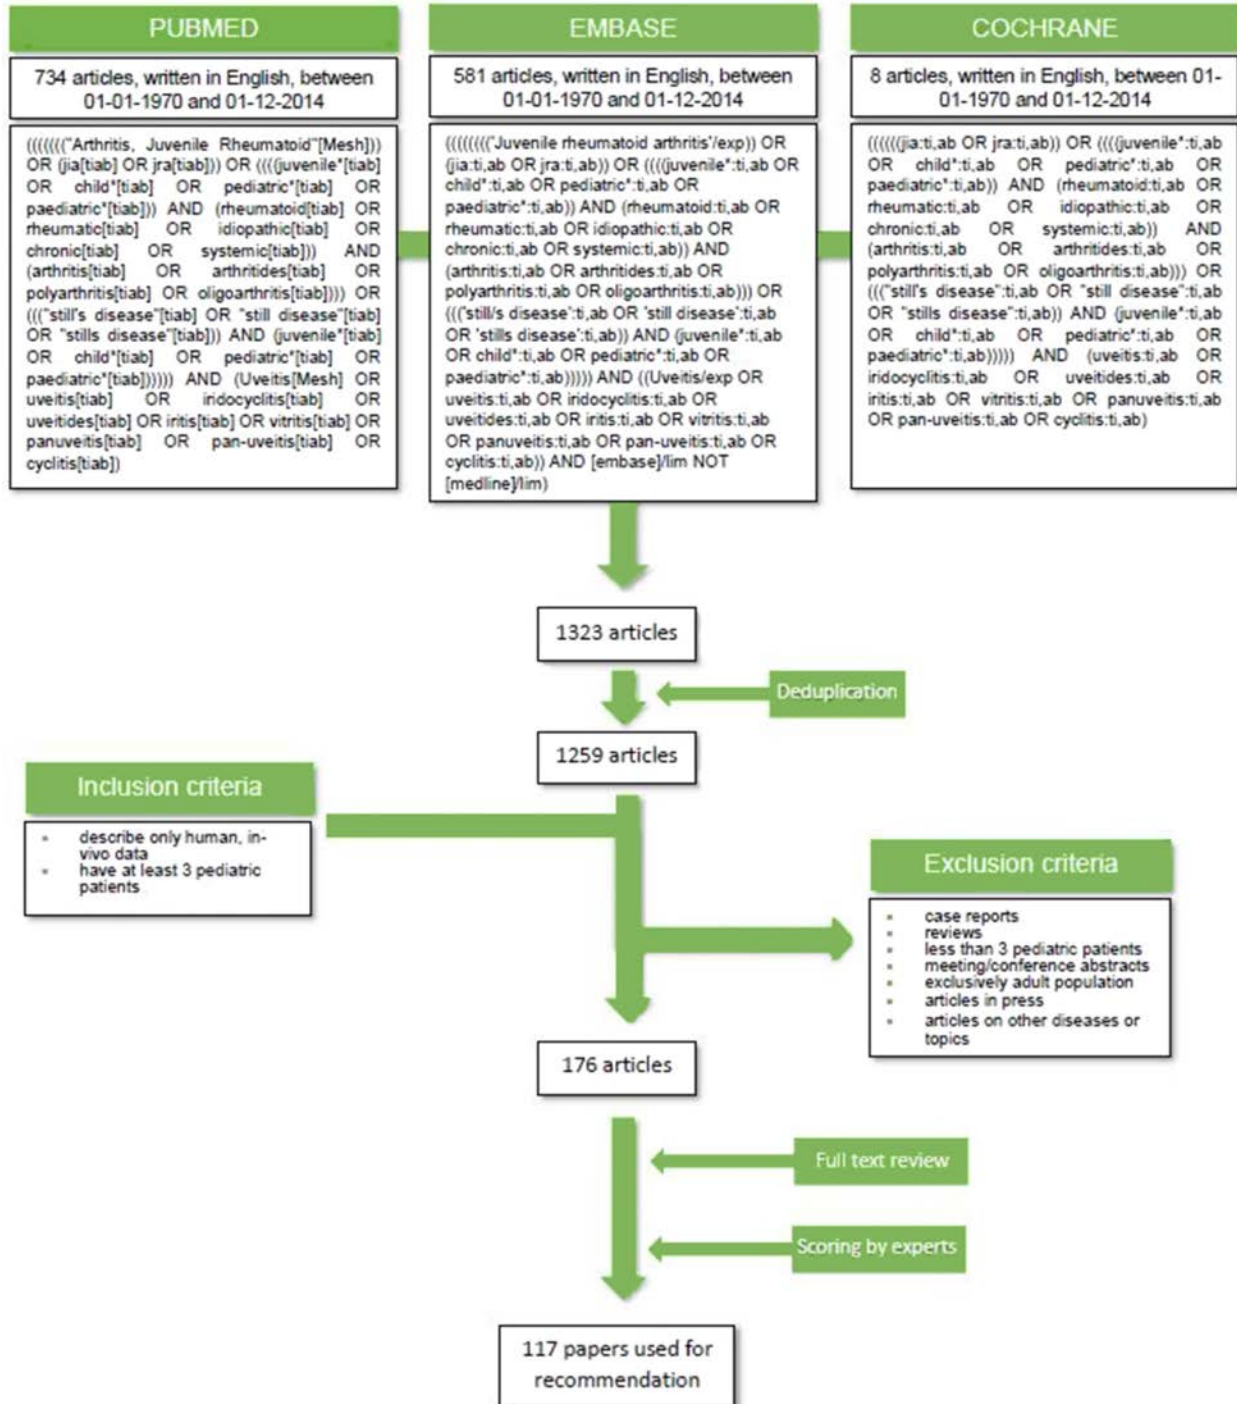 PUBMED
734 articles, written in English, between
01-01-1970 and 01-12-2014
((((((("Arthritis, Juvenile Rheumatoid"[Mesh]))
OR (jia[tiab] OR jra[tiab])) OR ((((juvenile*[tiab]
OR child*[tiab] OR pediatric*[tiab] OR
paediatric*[tiab])) AND (rheumatoid[tiab] OR
rheumatic[tiab] OR idiopathic[tiab] OR
chronic[tiab] OR systemic[tiab])) AND
(arthritis[tiab] OR arthritides[tiab] OR
polyarthritis[tiab] OR oligoarthritis[tiab]))) OR
((("still's disease"[tiab] OR "still disease"[tiab]
OR "stills disease"[tiab])) AND (juvenile*[tiab]
OR child*[tiab] OR pediatric*[tiab] OR
paediatric*[tiab]))))) AND (Uveitis[Mesh] OR
uveitis[tiab] OR iridocyclitis[tiab] OR
uveitides[tiab] OR iritis[tiab] OR vitritis[tiab] OR
panuveitis[tiab] OR pan-uveitis[tiab] OR
cyclitis[tiab])
EMBASE
581 articles, written in English, between
01-01-1970 and 01-12-2014
(((((((('Juvenile rheumatoid arthritis'/exp)) OR
(jia:ti,ab OR jra:ti,ab)) OR ((((juvenile*:ti,ab OR
child*:ti,ab OR pediatric*:ti,ab OR
paediatric*:ti,ab)) AND (rheumatoid:ti,ab OR
rheumatic:ti,ab OR idiopathic:ti,ab OR
chronic:ti,ab OR systemic:ti,ab)) AND
(arthritis:ti,ab OR arthritides:ti,ab OR
polyarthritis:ti,ab OR oligoarthritis:ti,ab))) OR
((('still/s disease':ti,ab OR 'still disease':ti,ab
OR 'stills disease':ti,ab)) AND (juvenile*:ti,ab
OR child*:ti,ab OR pediatric*:ti,ab OR
paediatric*:ti,ab))))) AND ((Uveitis/exp OR
uveitis:ti,ab OR iridocyclitis:ti,ab OR
uveitides:ti,ab OR iritis:ti,ab OR vitritis:ti,ab
OR panuveitis:ti,ab OR pan-uveitis:ti,ab OR
cyclitis:ti,ab)) AND [embase]/lim NOT
[medline]/lim)
COCHRANE
8 articles, written in English, between 01-
01-1970 and 01-12-2014
((((((jia:ti,ab OR jra:ti,ab)) OR ((((juvenile*:ti,ab
OR child*:ti,ab OR pediatric*:ti,ab OR
paediatric*:ti,ab)) AND (rheumatoid:ti,ab OR
rheumatic:ti,ab OR idiopathic:ti,ab OR
chronic:ti,ab OR systemic:ti,ab)) AND
(arthritis:ti,ab OR arthritides:ti,ab OR
polyarthritis:ti,ab OR oligoarthritis:ti,ab))) OR
((("still's disease":ti,ab OR "still disease":ti,ab
OR "stills disease":ti,ab)) AND (juvenile*:ti,ab
OR child*:ti,ab OR pediatric*:ti,ab OR
paediatric*:ti,ab))))) AND (uveitis:ti,ab OR
iridocyclitis:ti,ab OR uveitides:ti,ab OR
iritis:ti,ab OR vitritis:ti,ab OR panuveitis:ti,ab
OR pan-uveitis:ti,ab OR cyclitis:ti,ab)
1323 articles
Deduplication
1259 articles
Inclusion criteria
▪ describe only human, in-
vivo data
▪ have at least 3 pediatric
patients
Exclusion criteria
▪ case reports
▪ reviews
▪ less than 3 pediatric patients
▪ meeting/conference abstracts
▪ exclusively adult population
▪ articles in press
▪ articles on other diseases or
topics
176 articles
Full text review
Scoring by experts
117 papers used for
recommendation